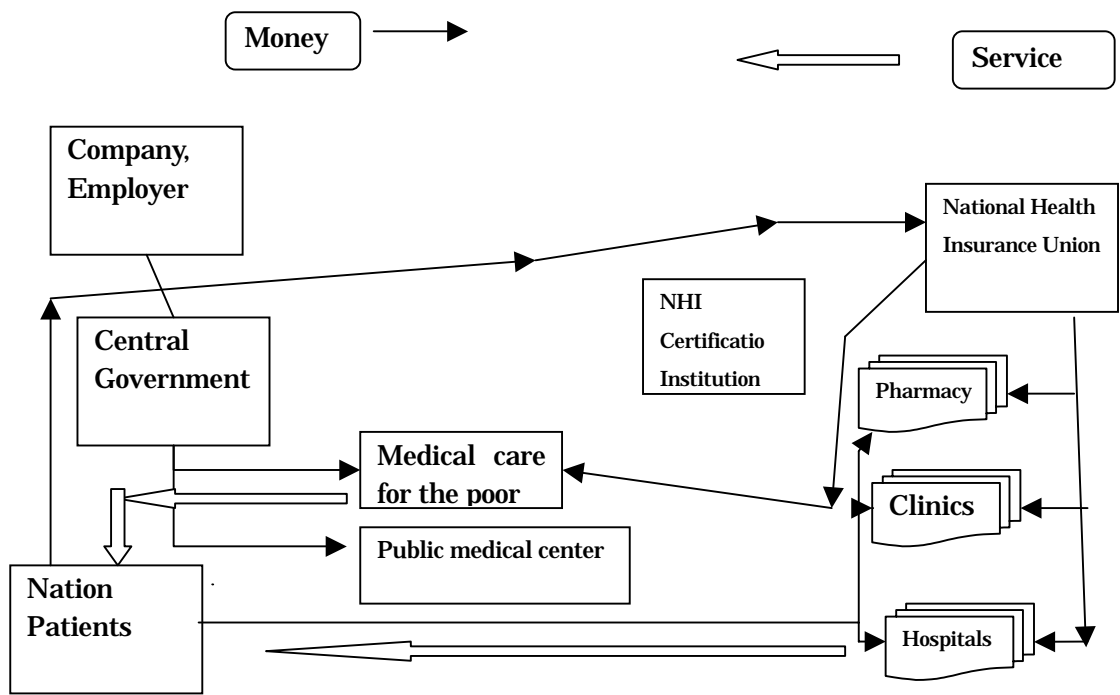 Money
Service
Company,
Employer
National Health
Insurance Union
NHI
Certificatio
Institution
Central
Government
Pharmacy
Medical care
for the poor
Clinics
Public medical center
Nation
Patients
Hospitals